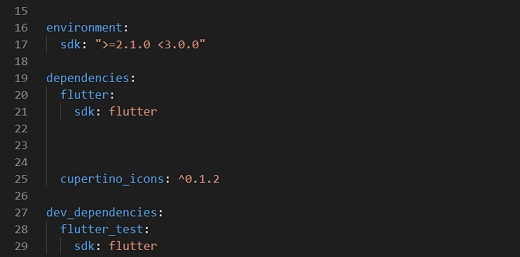 15
16 environment:
17 sdk: ">=2.1.0 <3.0.0"
18
19 dependencies:
20 flutter:
21 sdk: flutter
22
23
24
25 cupertino_icons: ^0.1.2
26
27 dev_dependencies:
28 flutter_test:
29 sdk: flutter